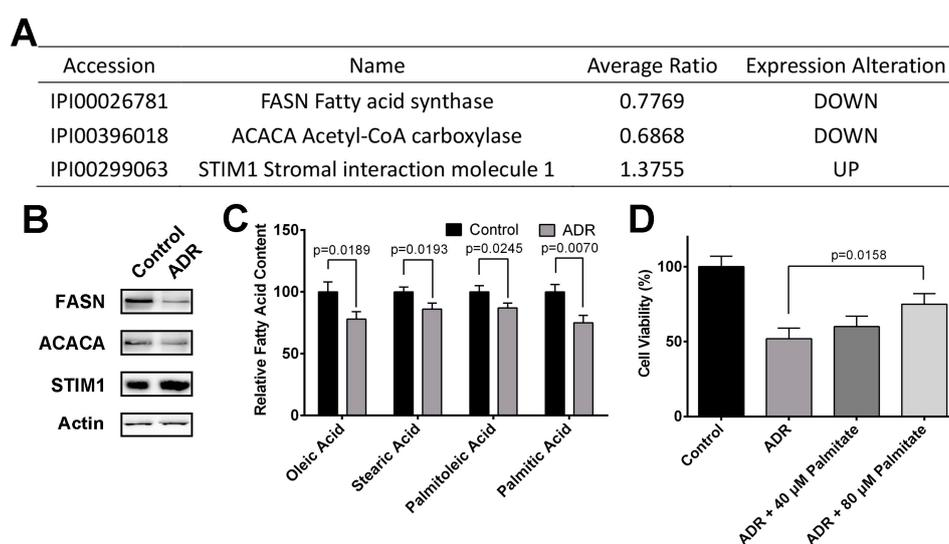 A
Accession Name Average Ratio Expression Alteration
IPI00026781 FASN Fatty acid synthase 0.7769 DOWN
IPI00396018 ACACA Acetyl-CoA carboxylase 0.6868 DOWN
IPI00299063 STIM1 Stromal interaction molecule 1 1.3755 UP
B
Control
ADR
FASN
ACACA
STIM1
Actin
C
Control
ADR
p=0.0189
p=0.0193
p=0.0245
p=0.0070
Relative Fatty Acid Content
150
100
50
0
Oleic Acid
Stearic Acid
Palmitoleic Acid
Palmitic Acid
D
p=0.0158
Cell Viability (%)
100
50
0
Control
ADR
ADR + 40 μM Palmitate
ADR + 80 μM Palmitate